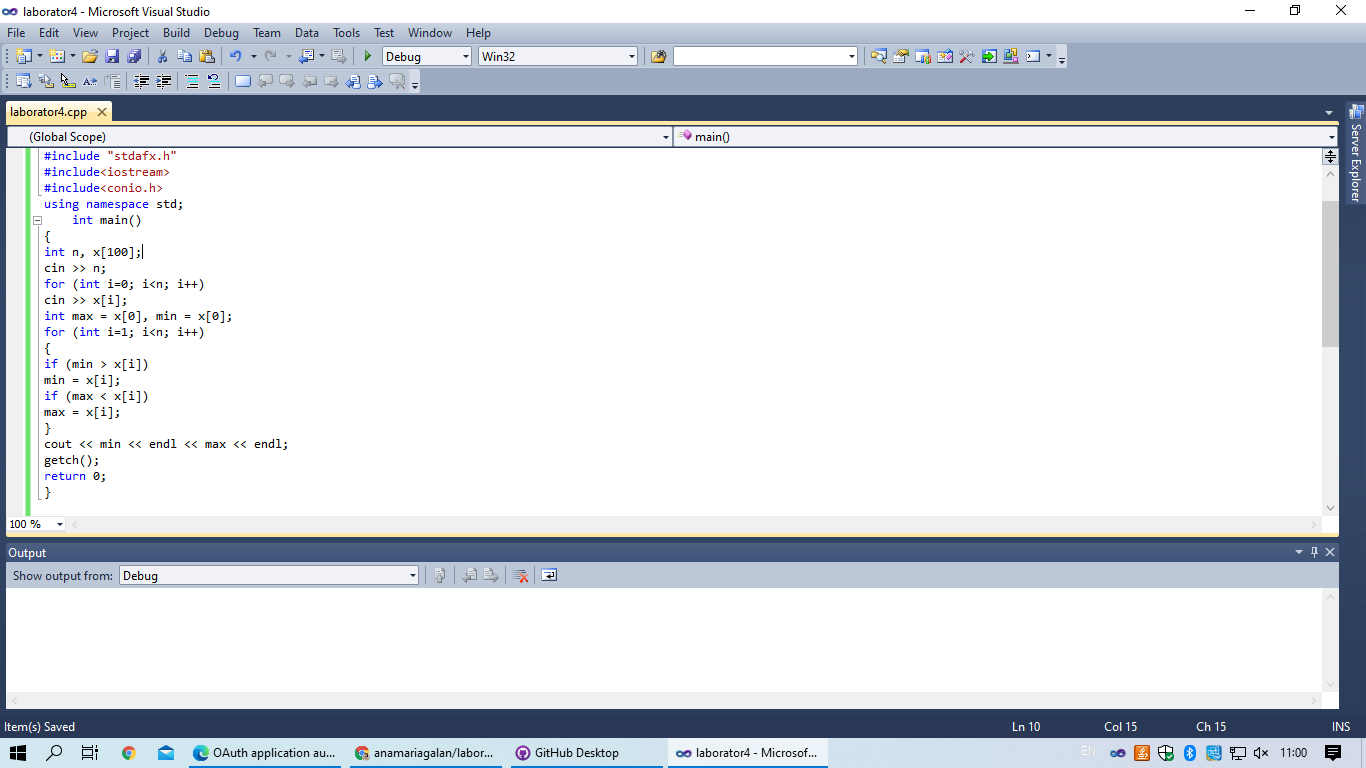 laborator4 - Microsoft Visual Studio
File Edit View Project Build Debug Team Data Tools Test Window Help
Debug Win32
laborator4.cpp
(Global Scope) main()
#include "stdafx.h"
#include<iostream>
#include<conio.h>
using namespace std;
int main()
{
int n, x[100];
cin >> n;
for (int i=0; i<n; i++)
cin >> x[i];
int max = x[0], min = x[0];
for (int i=1; i<n; i++)
{
if (min > x[i])
min = x[i];
if (max < x[i])
max = x[i];
}
cout << min << endl << max << endl;
getch();
return 0;
}
100 %
Server Explorer
Output
Show output from: Debug
Item(s) Saved Ln 10 Col 15 Ch 15 INS
OAuth application au... anamariagalan/labor... GitHub Desktop laborator4 - Microsof... EN 11:00